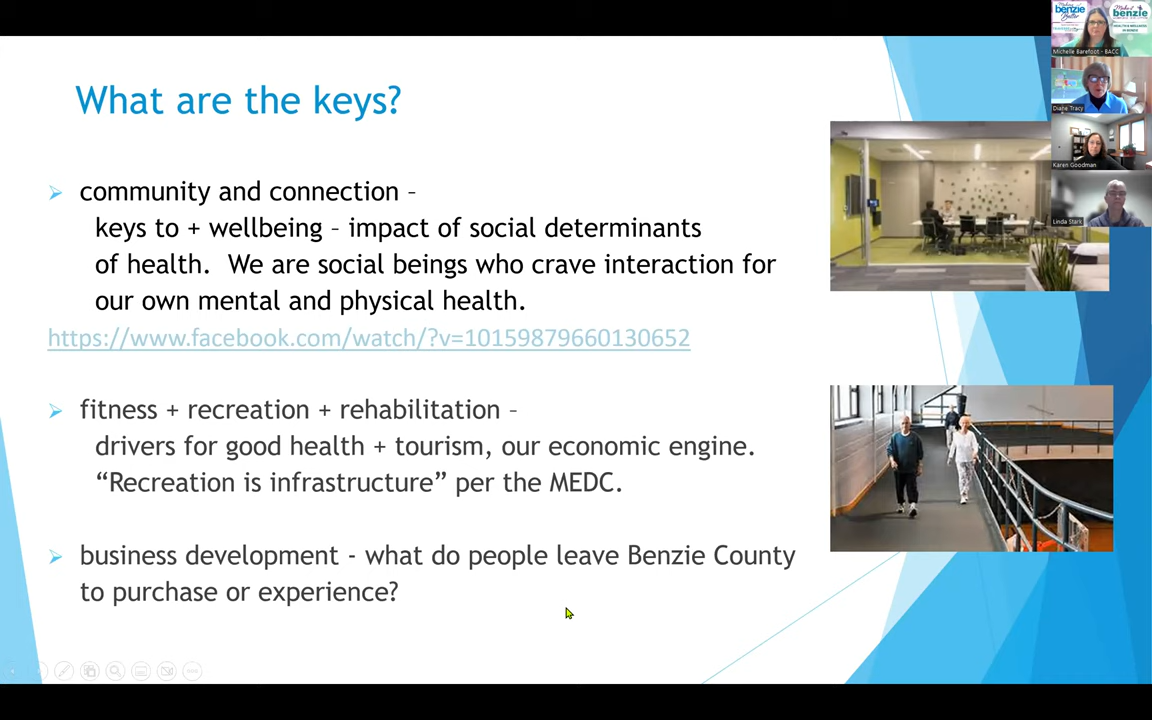 What are the keys?
community and connection –
keys to + wellbeing – impact of social determinants
of health. We are social beings who crave interaction for
our own mental and physical health.
https://www.facebook.com/watch/?v=10159879660130652
fitness + recreation + rehabilitation –
drivers for good health + tourism, our economic engine.
“Recreation is infrastructure” per the MEDC.
business development - what do people leave Benzie County
to purchase or experience?
benzie
Better
benzie
Michelle Barefoot - BACC
Diane Tracy
Karen Goodman
Linda Stark